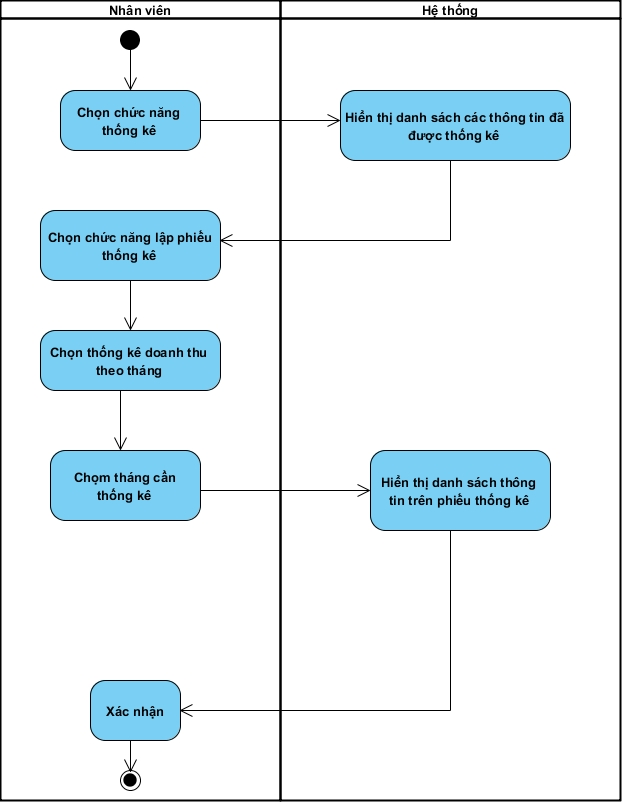 Nhân viên
Hệ thống
Chọn chức năng
thống kê
Hiển thị danh sách các thông tin đã
được thống kê
Chọn chức năng lập phiếu
thống kê
Chọn thống kê doanh thu
theo tháng
Chọm tháng cần
thống kê
Hiển thị danh sách thông
tin trên phiếu thống kê
Xác nhận